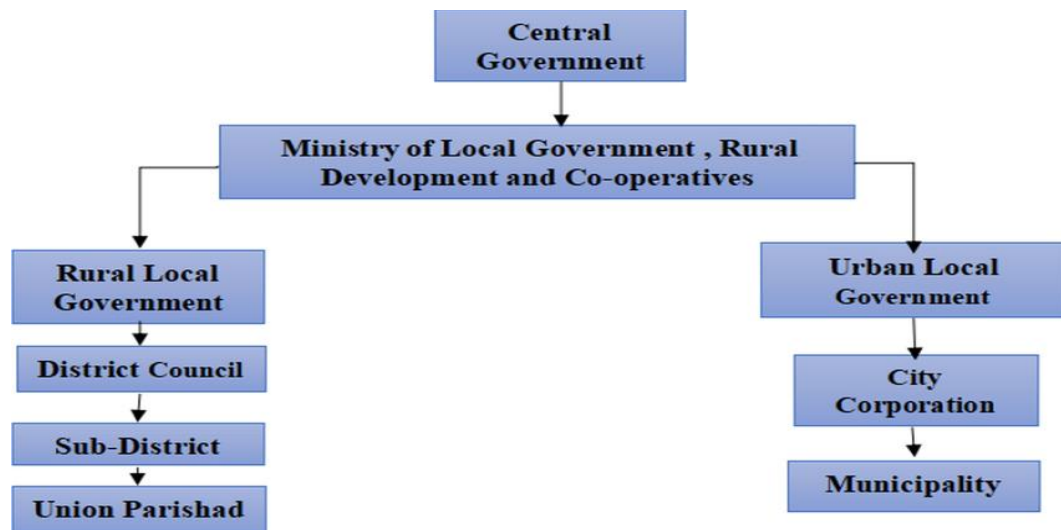 Central
Government
Ministry of Local Government , Rural
Development and Co-operatives
Rural Local
Government
District Council
Sub-District
Union Parishad
Urban Local
Government
City
Corporation
Municipality